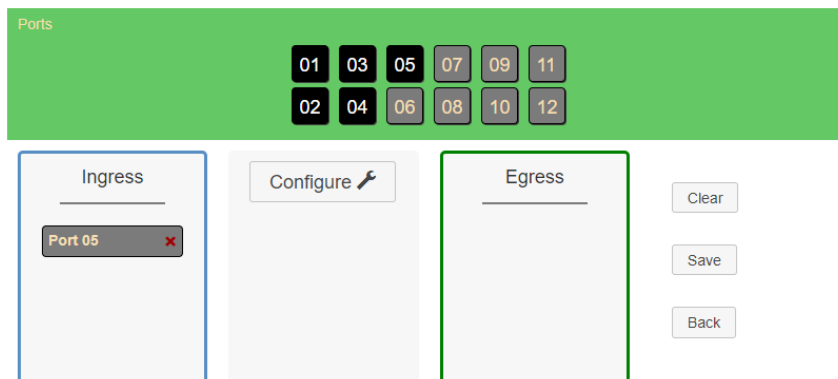 Ports
01 03 05 07 09 11
02 04 06 08 10 12
Ingress
Configure
Egress
Port 05
Clear
Save
Back